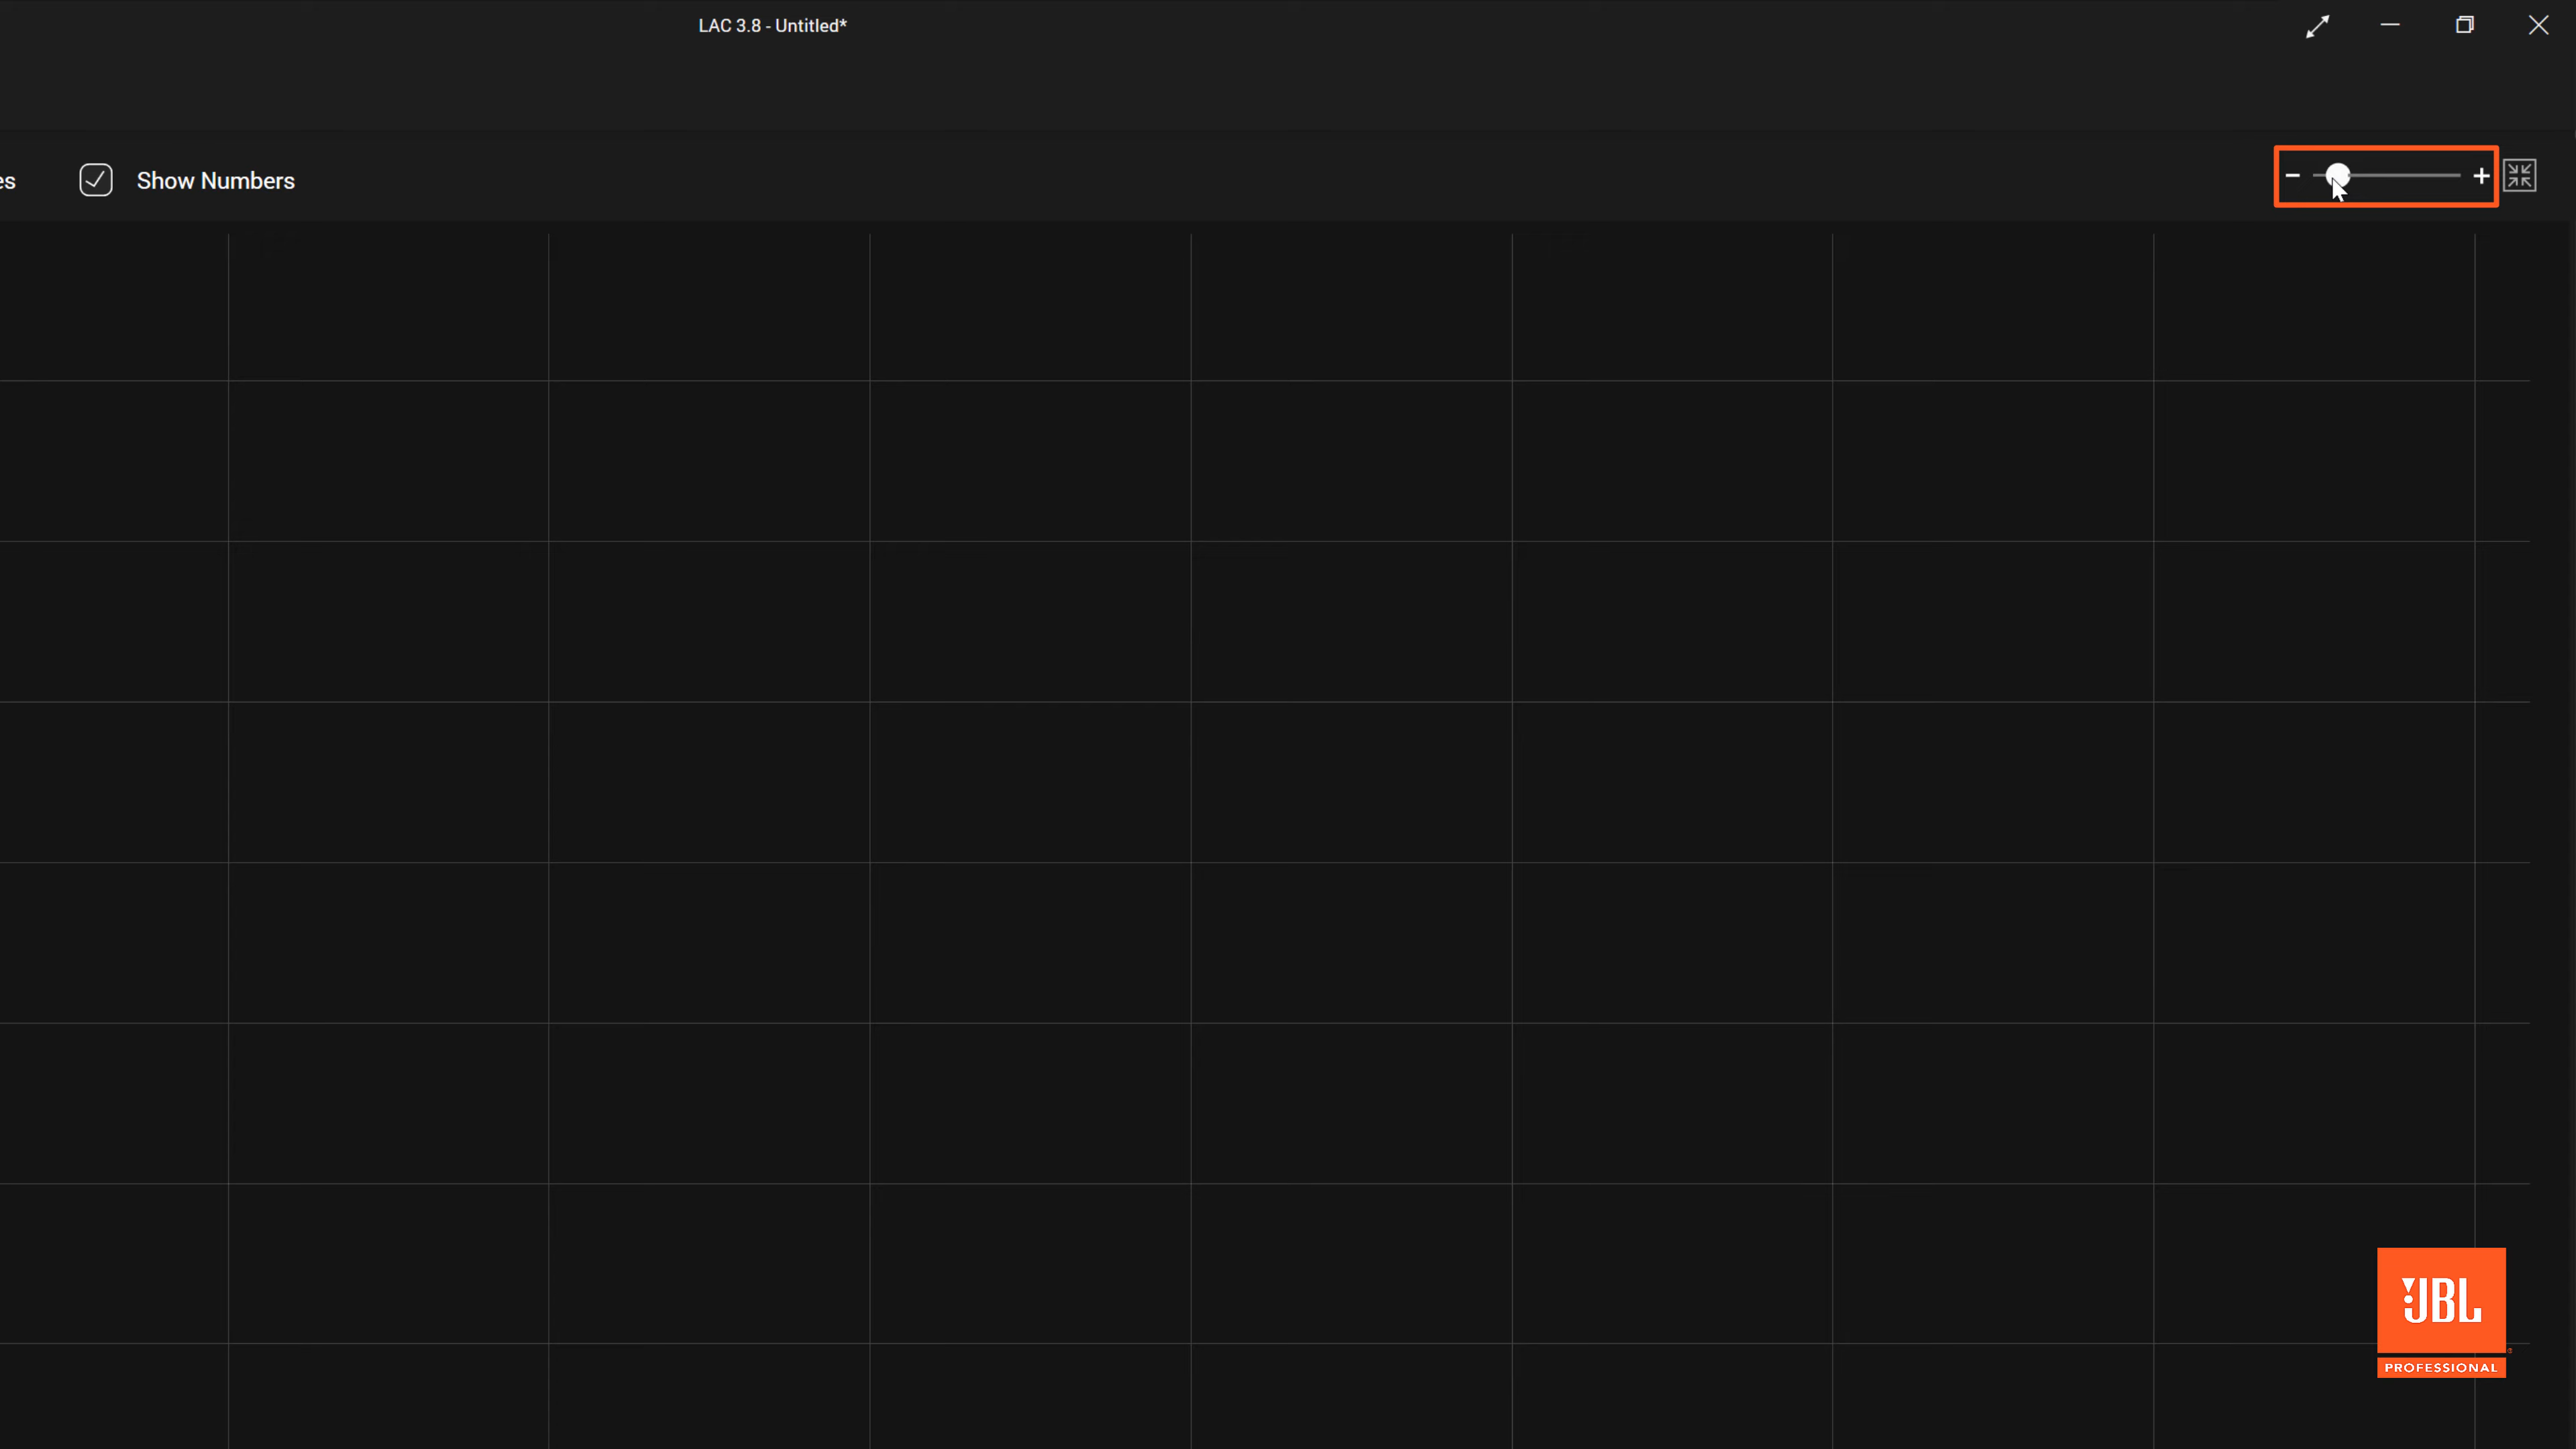 LAC 3.8 - Untitled*
es
Show Numbers
JBL
PROFESSIONAL